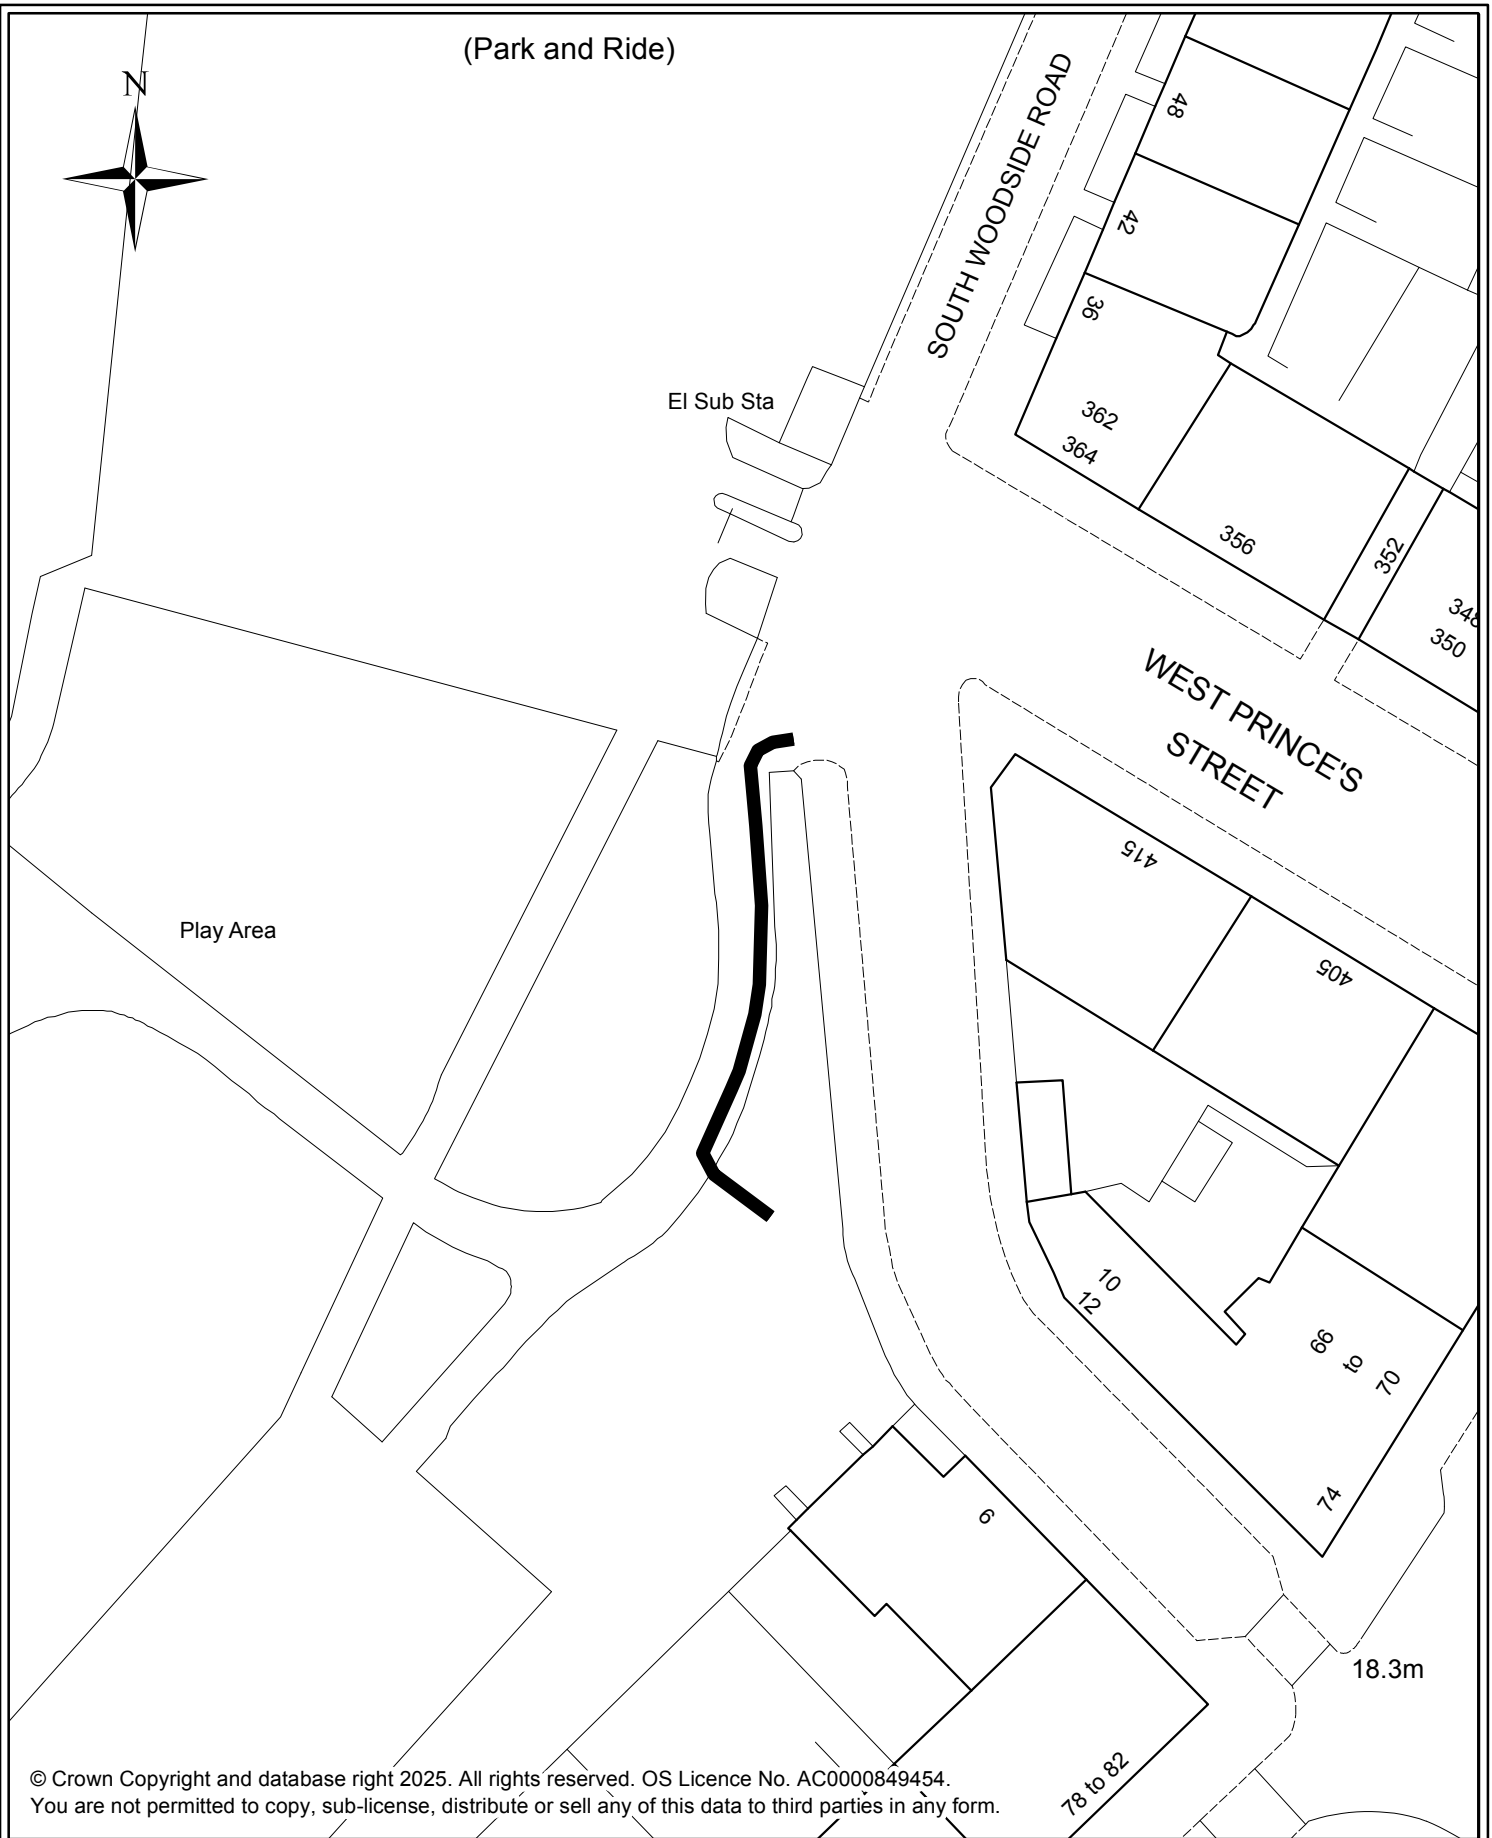 (Park and Ride)
N
SOUTH WOODSIDE ROAD
48
42
36
El Sub Sta
362
364
356
352
348
350
WEST PRINCE'S
STREET
415
Play Area
405
10
12
66
to
70
74
6
18.3m
78 to 82
© Crown Copyright and database right 2025. All rights reserved. OS Licence No. AC0000849454.
You are not permitted to copy, sub-license, distribute or sell any of this data to third parties in any form.